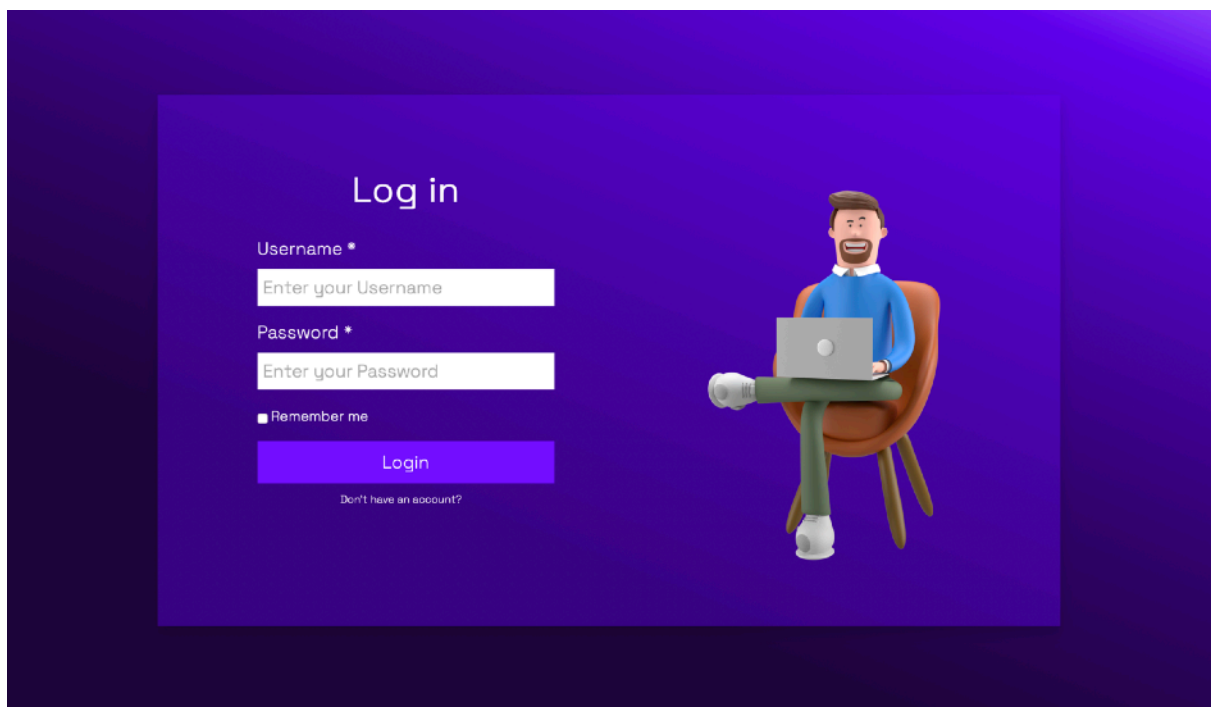 Log in
Username *
Enter your Username
Password *
Enter your Password
Remember me
Login
Don't have an account?